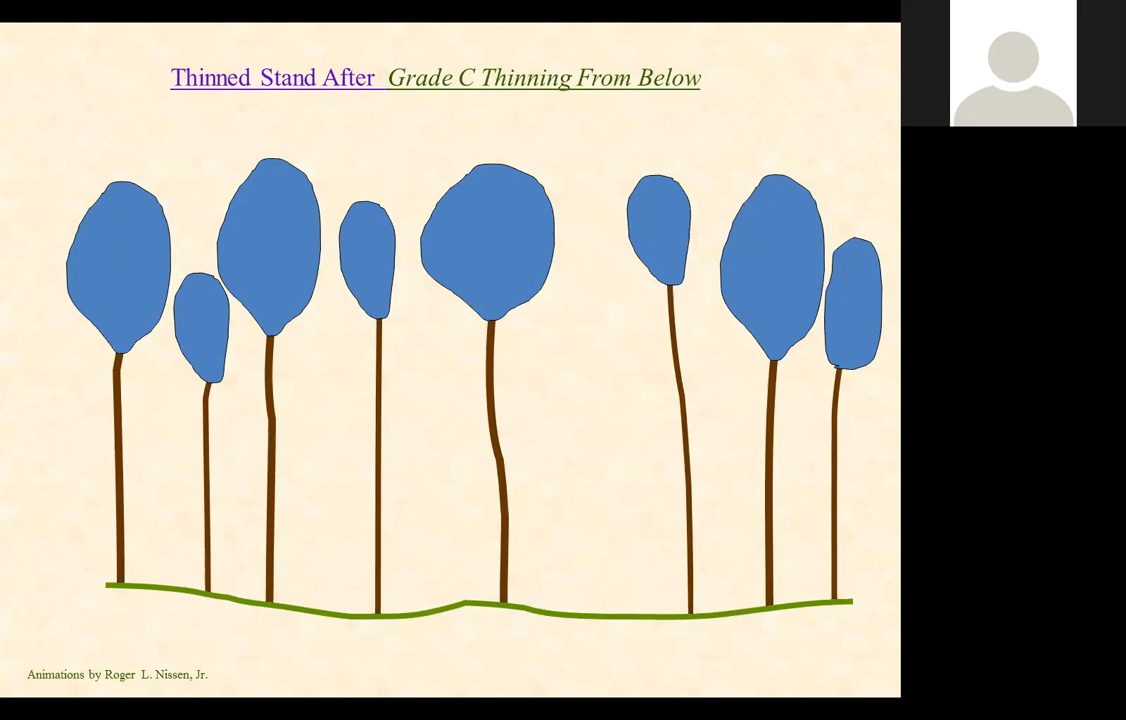 Thinned Stand After Grade C Thinning From Below
Animations by Roger L. Nissen, Jr.